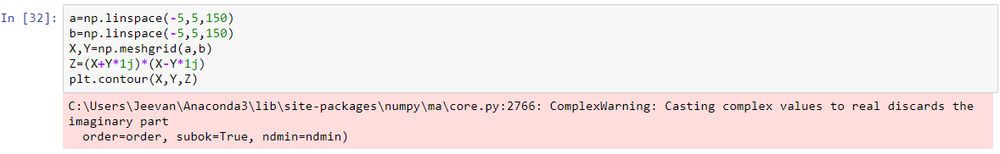 In [32]: a=np.linspace(-5,5,150)
b=np.linspace(-5,5,150)
X,Y=np.meshgrid(a,b)
Z=(X+Y*1j)*(X-Y*1j)
plt.contour(X,Y,Z)
C:\Users\Jeevan\Anaconda3\lib\site-packages\numpy\ma\core.py:2766: ComplexWarning: Casting complex values to real discards the
imaginary part
  order=order, subok=True, ndmin=ndmin)